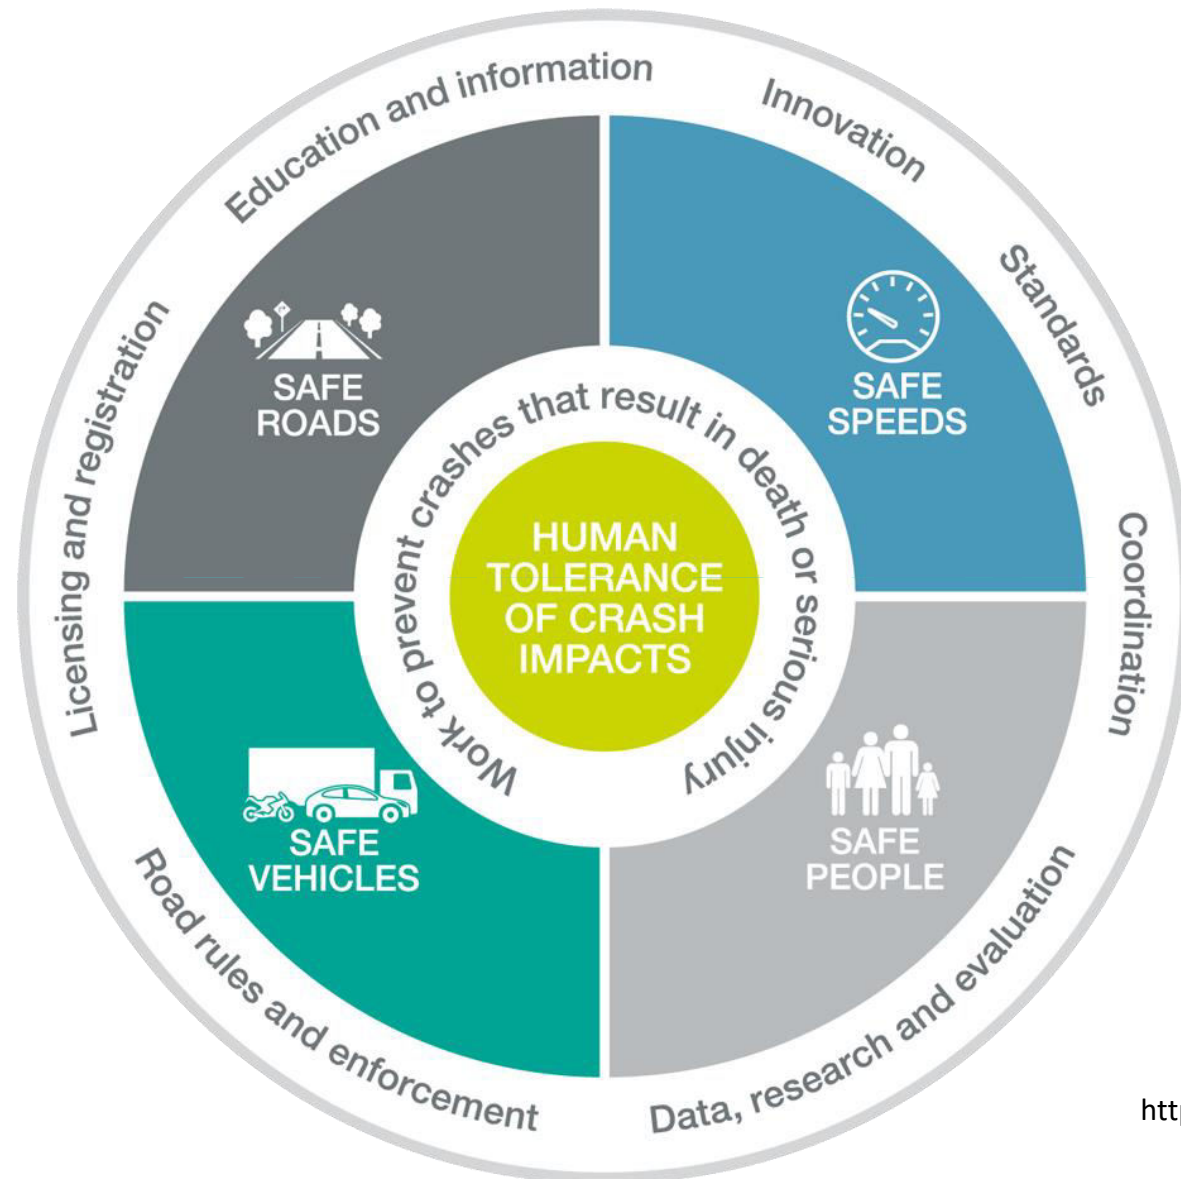 Education and information
Innovation
Standards
Coordination
Data, research and evaluation
Road rules and enforcement
Licensing and registration
SAFE
ROADS
SAFE
SPEEDS
SAFE
PEOPLE
SAFE
VEHICLES
Work to prevent crashes that result in death or serious injury
HUMAN
TOLERANCE
OF CRASH
IMPACTS